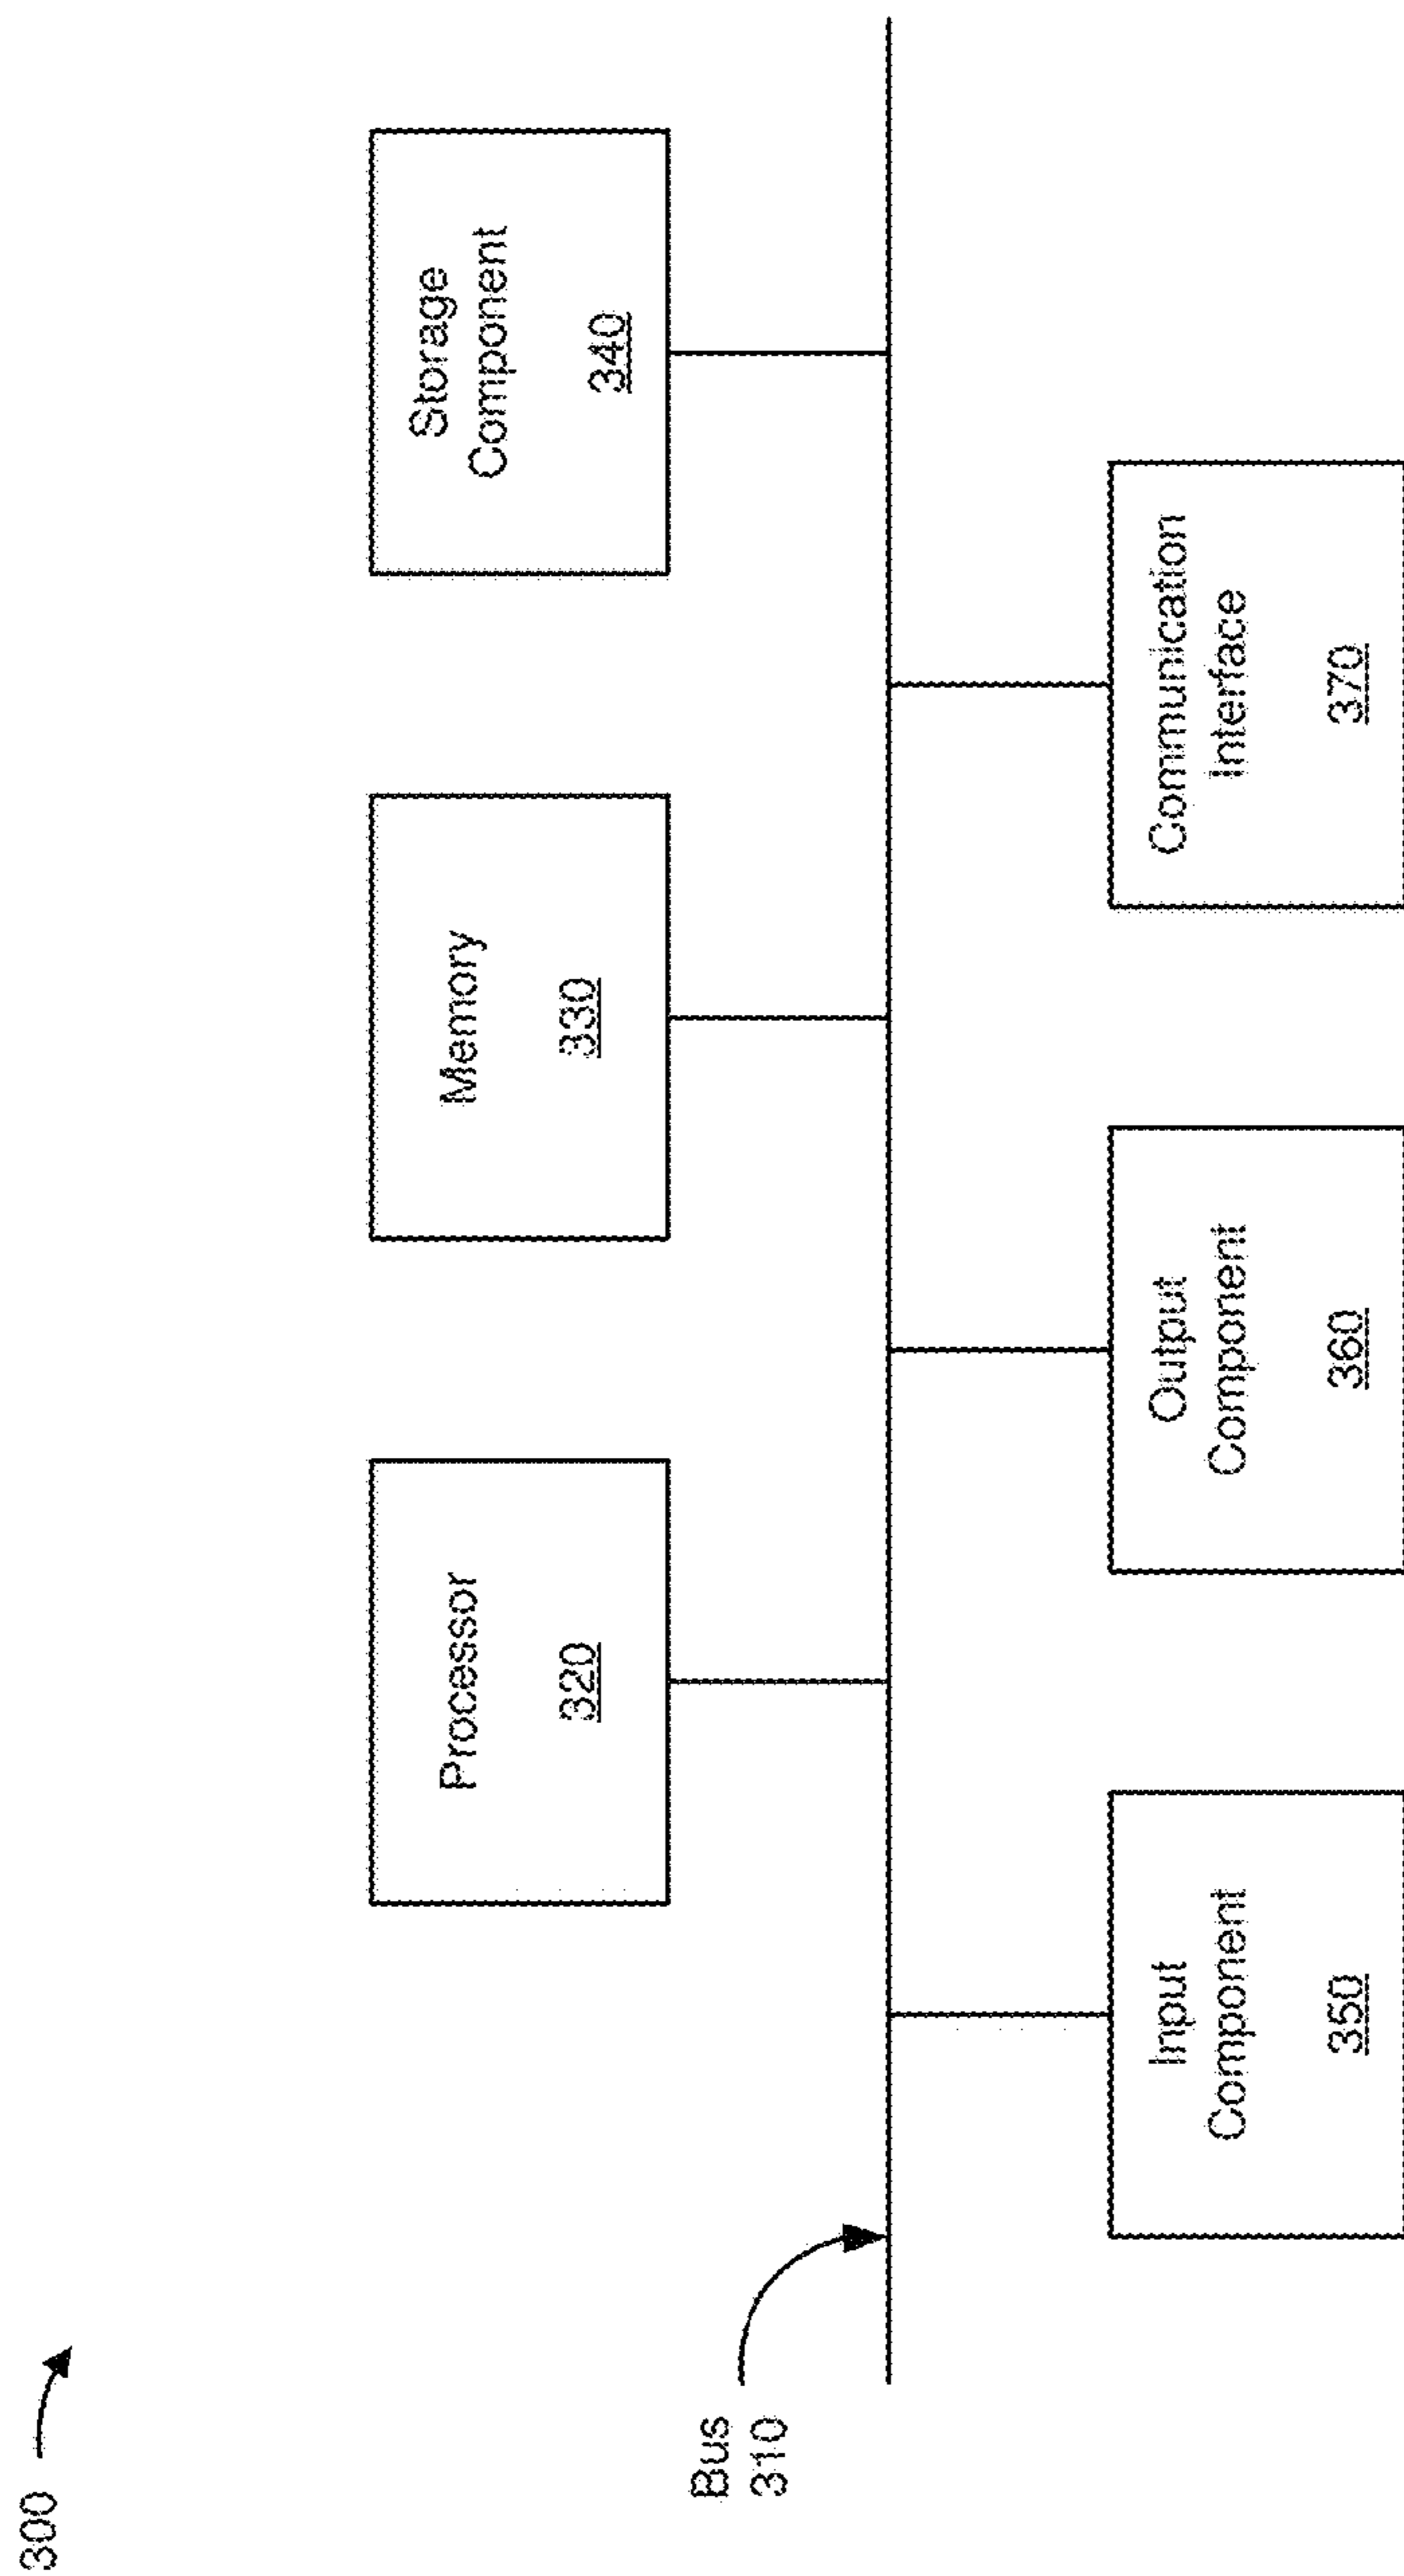 300
Bus
310
Processor
320
Memory
330
Storage
Component
340
Input
Component
350
Output
Component
360
Communication
Interface
370